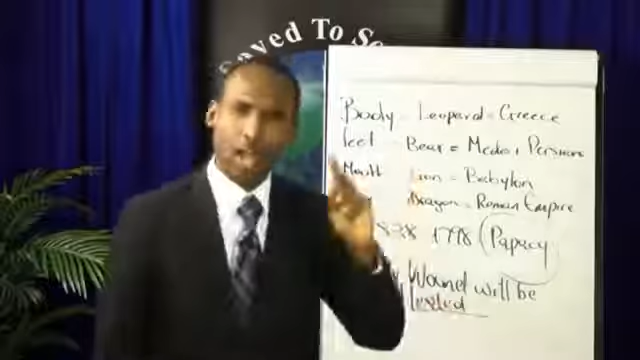 Saved To Se
Body = Leopard = Greece
feet Bear = Medes + Persians
Mouth Lion = Babylon
Dragon = Roman Empire
538 1798 (Papacy
Wound will be
Healed